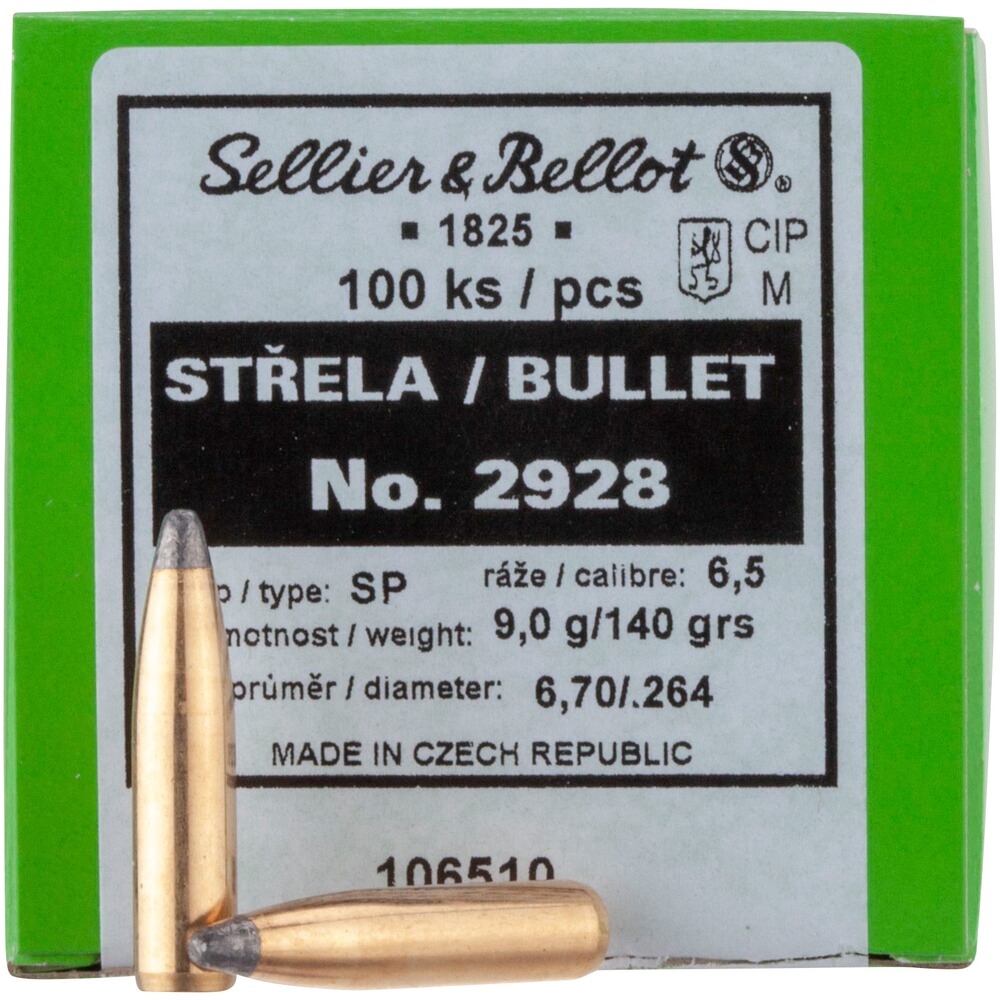 Sellier & Bellot S&B ®
▪ 1825 ▪
CIP
100 ks / pcs
M
STŘELA / BULLET
No. 2928
/ type: SP ráže / calibre: 6,5
/ weight: 9,0 g/140 grs
průměr / diameter: 6,70/.264
MADE IN CZECH REPUBLIC
106510